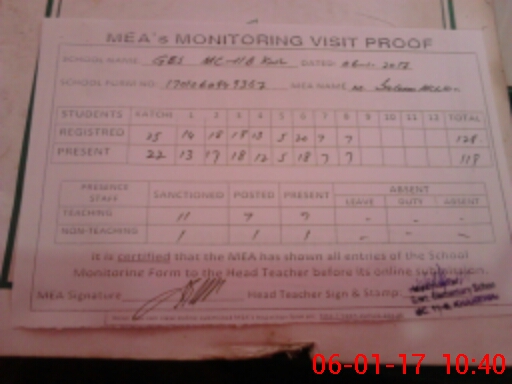 MEA's MONITORING VISIT PROOF
SCHOOL NAME GBS MC-11B DATED
SCHOOL FORM NO: MEA NAME
STUDENTS KATCHI 1 2 3 4 5 6 7 8 9 10 11 12 TOTAL
REGISTRED 25 14 18 18 13 5 20 7 7 128
PRESENT 22 13 17 18 12 5 18 7 7 118
PRESENCE STAFF SANCTIONED POSTED PRESENT ABSENT
LEAVE DUTY ABSENT
TEACHING 11 7 7 - - -
NON-TEACHING 1 1 1 - - -
It is certified that the MEA has shown all entries of the School
Monitoring Form to the Head Teacher before its online submission.
MEA Signature Head Teacher Sign & Stamp:
06-01-17 10:40